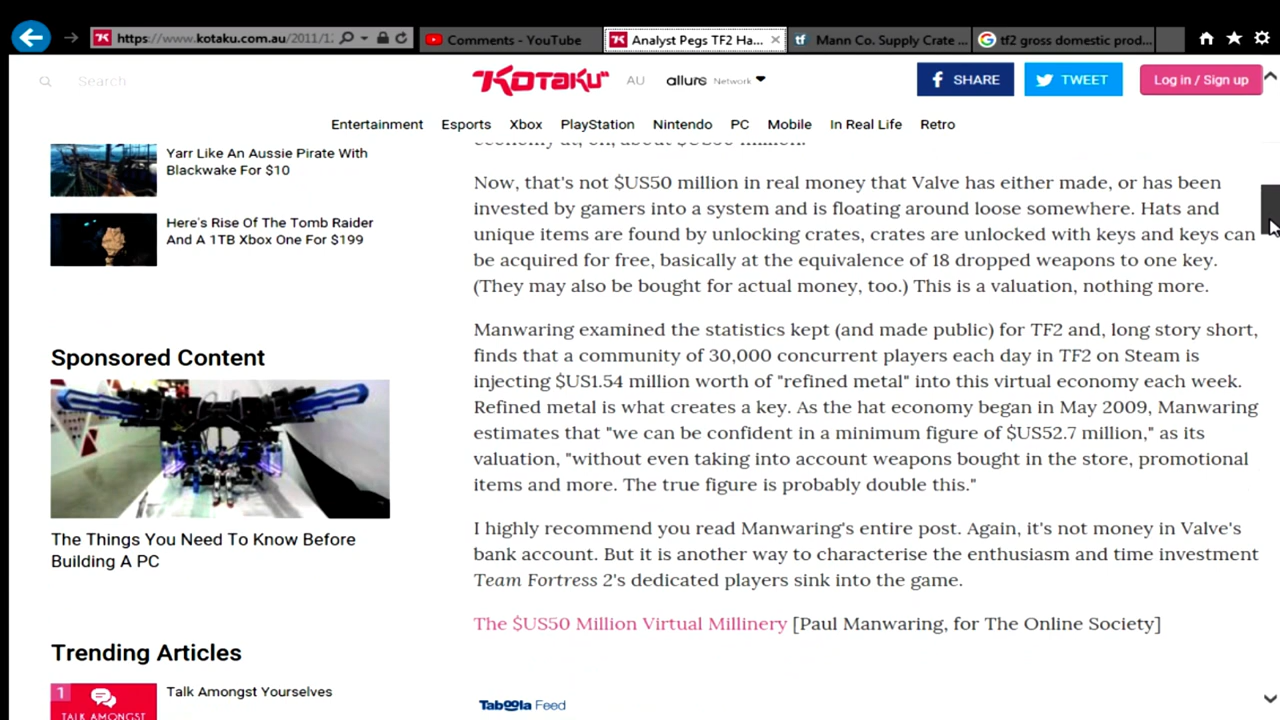 https://www.kotaku.com.au/2011/12
Comments - YouTube
Analyst Pegs TF2 Ha...
Mann Co. Supply Crate ...
tf2 gross domestic prod...
Search
KOTAKU
AU
allure Network
SHARE
TWEET
Log in / Sign up
Entertainment
Esports
Xbox
PlayStation
Nintendo
PC
Mobile
In Real Life
Retro
Yarr Like An Aussie Pirate With
Blackwake For $10
Here's Rise Of The Tomb Raider
And A 1TB Xbox One For $199
Sponsored Content
The Things You Need To Know Before
Building A PC
Trending Articles
1
TALK AMONGST
Talk Amongst Yourselves
economy at, oh, about $US50 million.
Now, that's not $US50 million in real money that Valve has either made, or has been
invested by gamers into a system and is floating around loose somewhere. Hats and
unique items are found by unlocking crates, crates are unlocked with keys and keys can
be acquired for free, basically at the equivalence of 18 dropped weapons to one key.
(They may also be bought for actual money, too.) This is a valuation, nothing more.
Manwaring examined the statistics kept (and made public) for TF2 and, long story short,
finds that a community of 30,000 concurrent players each day in TF2 on Steam is
injecting $US1.54 million worth of "refined metal" into this virtual economy each week.
Refined metal is what creates a key. As the hat economy began in May 2009, Manwaring
estimates that "we can be confident in a minimum figure of $US52.7 million," as its
valuation, "without even taking into account weapons bought in the store, promotional
items and more. The true figure is probably double this."
I highly recommend you read Manwaring's entire post. Again, it's not money in Valve's
bank account. But it is another way to characterise the enthusiasm and time investment
Team Fortress 2's dedicated players sink into the game.
The $US50 Million Virtual Millinery [Paul Manwaring, for The Online Society]
Taboola Feed